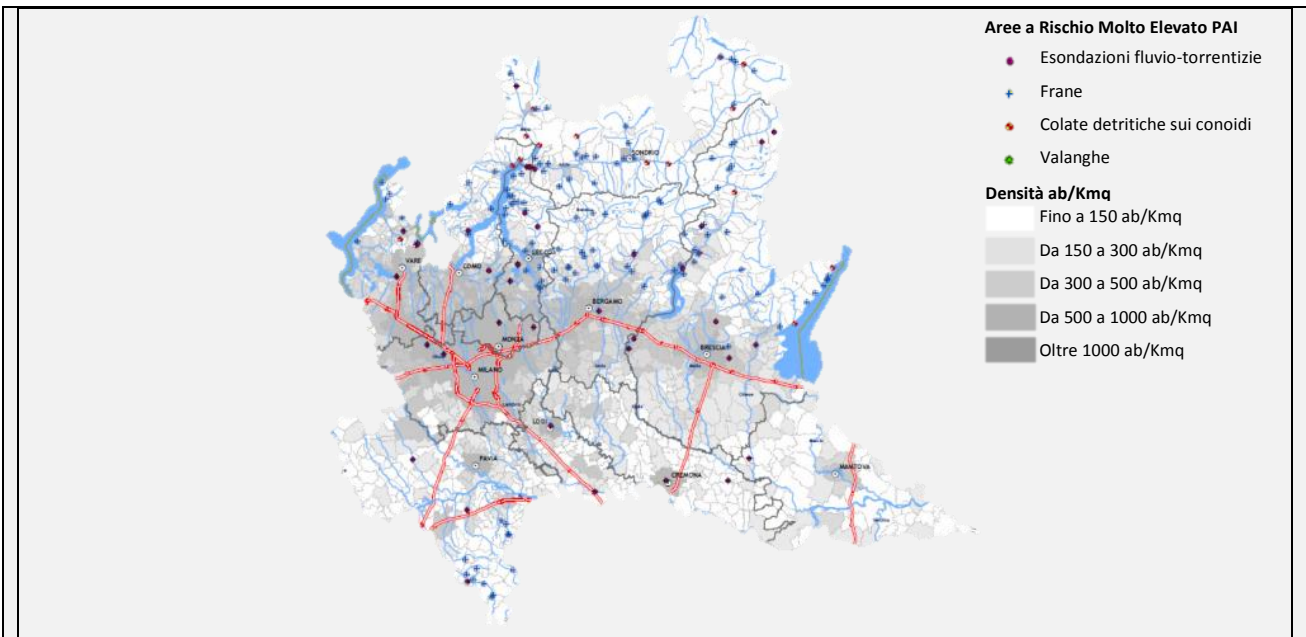 Aree a Rischio Molto Elevato PAI
Esondazioni fluvio-torrentizie
Frane
Colate detritiche sui conoidi
Valanghe
Densità ab/Kmq
Fino a 150 ab/Kmq
Da 150 a 300 ab/Kmq
Da 300 a 500 ab/Kmq
Da 500 a 1000 ab/Kmq
Oltre 1000 ab/Kmq
SONDRIO
LECCO
VARE
COMO
BERGAMO
MONZA
BRESCIA
MILANO
LODI
PAVIA
CREMONA
MANTOVA